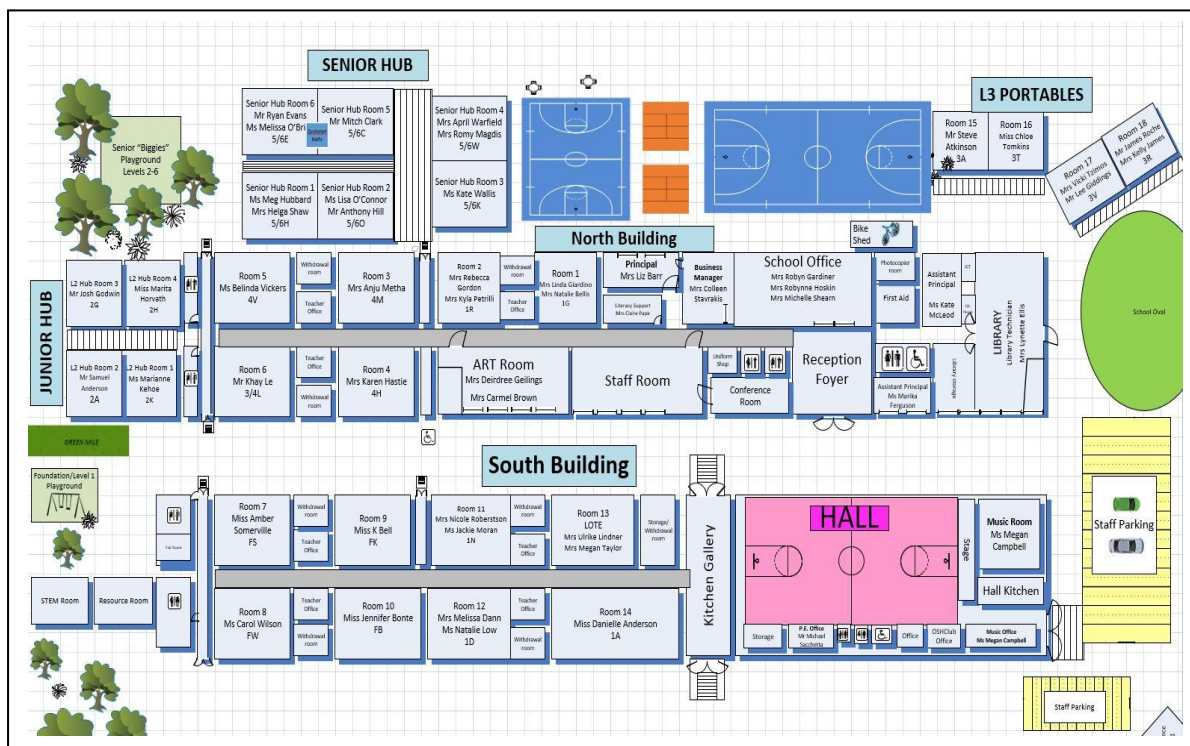 SENIOR HUB
Senior Hub Room 6
Mr Ryan Evans
Ms Melissa O'Bri
5/6E
Senior Hub Room 5
Mr Mitch Clark
5/6C
Senior Hub Room 4
Mrs April Warfield
Mrs Romy Magdis
5/6W
Senior Hub Room 1
Ms Meg Hubbard
Mrs Helga Shaw
5/6H
Senior Hub Room 2
Ms Lisa O'Connor
Mr Anthony Hill
5/6O
Senior Hub Room 3
Ms Kate Wallis
5/6K
Senior "Biggies"
Playground
Levels 2-6
L3 PORTABLES
Room 15
Mr Steve
Atkinson
3A
Room 16
Miss Chloe
Tomkins
3T
Room 17
Mrs Vicki Tzimos
Mr Lee Giddings
3V
Room 18
Mr James Roche
Mrs Kelly James
3R
School Oval
North Building
Bike
Shed
JUNIOR HUB
L2 Hub Room 3
Mr Josh Godwin
2G
L2 Hub Room 4
Miss Marita
Horvath
2H
L2 Hub Room 2
Mr Samuel
Anderson
2A
L2 Hub Room 1
Ms Marianne
Kehoe
2K
Room 5
Ms Belinda Vickers
4V
Withdrawal
room
Teacher
Office
Room 3
Mrs Anju Metha
4M
Room 2
Mrs Rebecca
Gordon
Mrs Kyla Petrilli
1R
Withdrawal
room
Teacher
Office
Room 1
Mrs Linda Giardino
Mrs Natalie Bellis
1G
Principal
Mrs Liz Barr
Literacy Support
Mrs Claire Pape
Business
Manager
Mrs Colleen
Stavrakis
School Office
Mrs Robyn Gardiner
Mrs Robynne Hoskin
Mrs Michelle Shearn
Photocopier
room
First Aid
Assistant
Principal
Ms Kate
McLeod
ICT
LIBRARY
Library Technician
Mrs Lynette Ellis
Library storage
Room 6
Mr Khay Le
3/4L
Teacher
Office
Withdrawal
room
Room 4
Mrs Karen Hastie
4H
ART Room
Mrs Deirdree Geilings
Mrs Carmel Brown
Staff Room
Uniform
Shop
Conference
Room
Reception
Foyer
Assistant Principal
Ms Marika
Ferguson
GREEN MILE
Foundation/Level 1
Playground
South Building
Room 7
Miss Amber
Somerville
FS
Withdrawal
room
Teacher
Office
Room 9
Miss K Bell
FK
Room 11
Mrs Nicole Roberstson
Ms Jackie Moran
1N
Withdrawal
room
Teacher
Office
Room 13
LOTE
Mrs Ulrike Lindner
Mrs Megan Taylor
Storage/
Withdrawal
room
Kitchen Gallery
HALL
Stage
Music Room
Ms Megan
Campbell
Hall Kitchen
Staff Parking
STEM Room
Resource Room
Room 8
Ms Carol Wilson
FW
Teacher
Office
Withdrawal
room
Room 10
Miss Jennifer Bonte
FB
Room 12
Mrs Melissa Dann
Ms Natalie Low
1D
Teacher
Office
Withdrawal
room
Room 14
Miss Danielle Anderson
1A
Storage
P.E. Office
Mr Michael
Sacchetta
Office
OSHClub
Office
Music Office
Ms Megan Campbell
Staff Parking